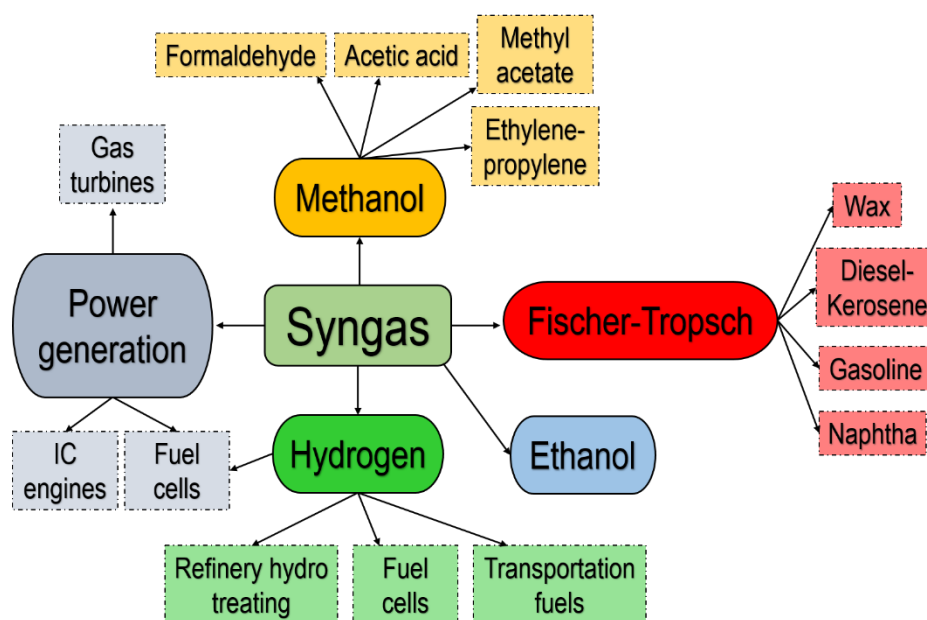 Formaldehyde
Acetic acid
Methyl
acetate
Ethylene-
propylene
Gas
turbines
Methanol
Wax
Diesel-
Kerosene
Power
generation
Syngas
Fischer-Tropsch
Gasoline
Naphtha
IC
engines
Fuel
cells
Hydrogen
Ethanol
Refinery hydro
treating
Fuel
cells
Transportation
fuels